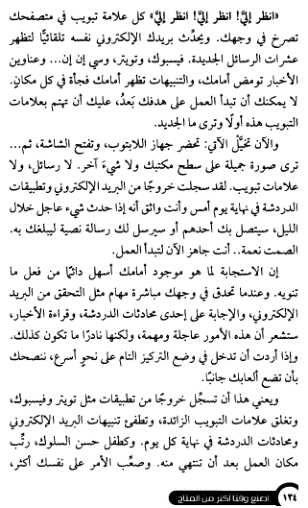 «انظر إليَّ! انظر إليَّ! انظر إليَّ» كل علامة تبويب في متصفحك
تصرخ في وجهك. ويحدِّث بريدك الإلكتروني نفسه تلقائيًّا لتظهر
عشرات الرسائل الجديدة. فيسبوك، وتويتر، وسي إن إن... وعناوين
الأخبار تومض أمامك، والتنبيهات تظهر أمامك فجأة في كل مكان.
لا يمكنك أن تبدأ العمل على هدفك بَعدُ، عليك أن تهتم بعلامات
التبويب هذه أولًا وترى ما الجديد.
والآن تخيَّل الآتي: تحضر جهاز اللابتوب، وتفتح الشاشة، ثم...
ترى صورة جميلة على سطح مكتبك ولا شيء آخر. لا رسائل، ولا
علامات تبويب. لقد سجلت خروجًا من البريد الإلكتروني وتطبيقات
الدردشة في نهاية يوم أمس وأنت واثق أنه إذا حدث شيء عاجل خلال
الليل، سيتصل بك أحدهم أو سيرسل لك رسالة نصية ليبلغك به.
الصمت نعمة.. أنت جاهز الآن لتبدأ العمل.
إن الاستجابة لما هو موجود أمامك أسهل دائمًا من فعل ما
تنويه. وعندما تحدق في وجهك مباشرة مهام مثل التحقق من البريد
الإلكتروني، والإجابة على إحدى محادثات الدردشة، وقراءة الأخبار،
ستشعر أن هذه الأمور عاجلة ومهمة، ولكنها نادرًا ما تكون كذلك.
وإذا أردت أن تدخل في وضع التركيز التام على نحوٍ أسرع، ننصحك
بأن تضع ألعابك جانبًا.
ويعني هذا أن تسجِّل خروجًا من تطبيقات مثل تويتر وفيسبوك،
وتغلق علامات التبويب الزائدة، وتطفئ تنبيهات البريد الإلكتروني
ومحادثات الدردشة في نهاية كل يوم. وكطفل حسن السلوك، رتِّب
مكان العمل بعد أن تنتهي منه. وصعِّب الأمر على نفسك أكثر،
١٣٤ اصنع وقتا أكثر من المتاح